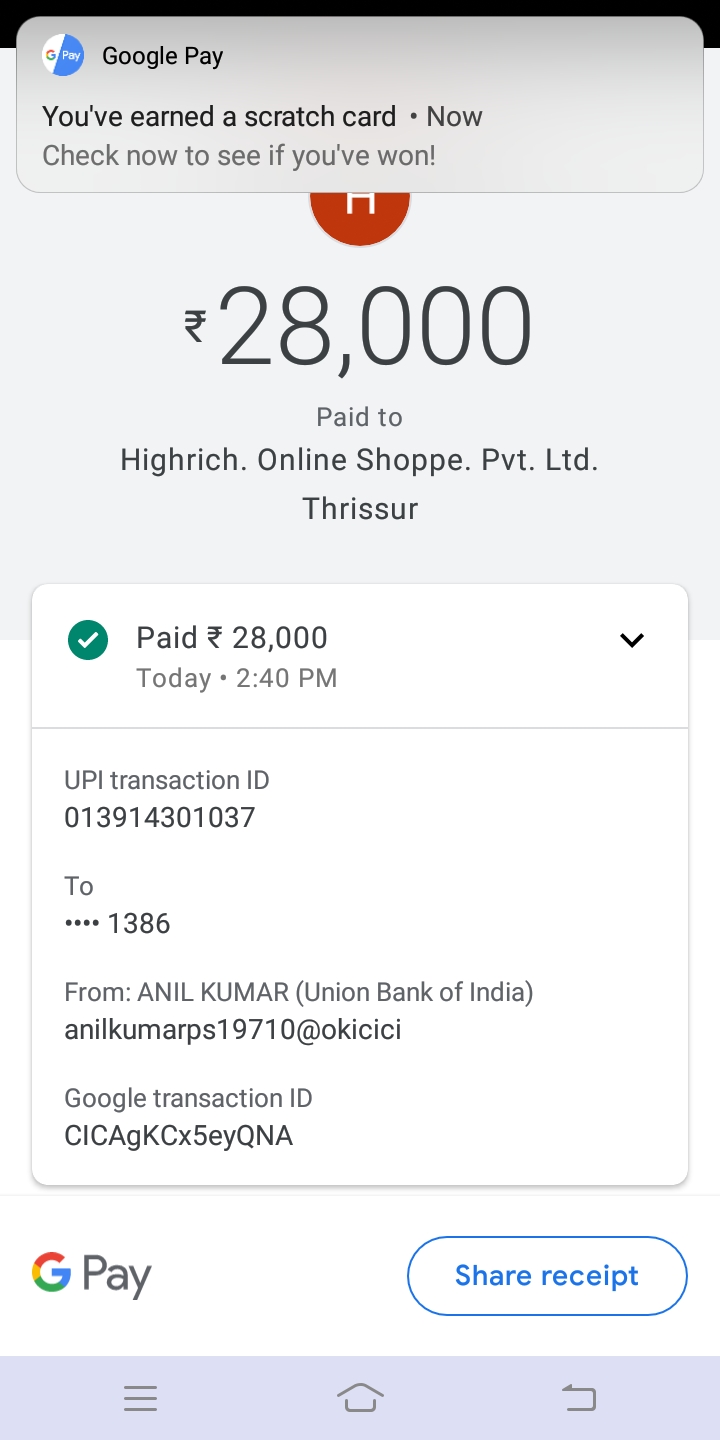 G Pay Google Pay
You've earned a scratch card • Now
Check now to see if you've won!
H
₹28,000
Paid to
Highrich. Online Shoppe. Pvt. Ltd.
Thrissur
Paid ₹ 28,000
Today • 2:40 PM
UPI transaction ID
013914301037
To
•••• 1386
From: ANIL KUMAR (Union Bank of India)
anilkumarps19710@okicici
Google transaction ID
CICAgKCx5eyQNA
G Pay
Share receipt